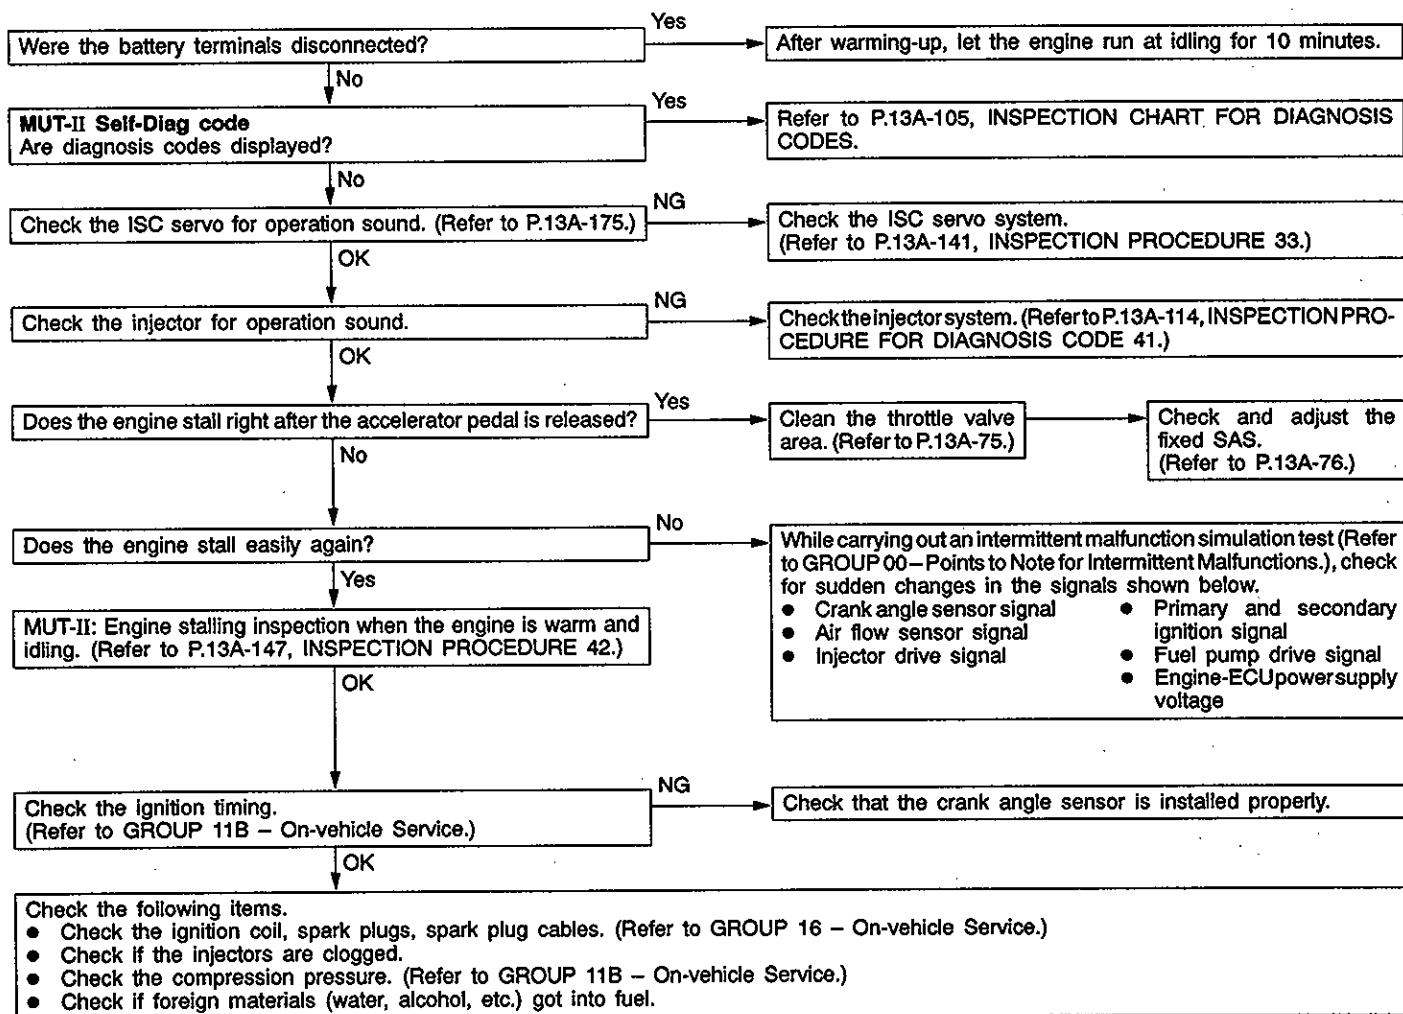 Yes
Were the battery terminals disconnected?
After warming-up, let the engine run at idling for 10 minutes.
No
Yes
MUT-II Self-Diag code
Are diagnosis codes displayed?
Refer to P.13A-105, INSPECTION CHART FOR DIAGNOSIS
CODES.
No
NG
Check the ISC servo for operation sound. (Refer to P.13A-175.)
Check the ISC servo system.
(Refer to P.13A-141, INSPECTION PROCEDURE 33.)
OK
NG
Check the injector for operation sound.
Check the injector system. (Refer to P.13A-114, INSPECTION PRO-
CEDURE FOR DIAGNOSIS CODE 41.)
OK
Yes
Does the engine stall right after the accelerator pedal is released?
Clean the throttle valve
area. (Refer to P.13A-75.)
Check and adjust the
fixed SAS.
(Refer to P.13A-76.)
No
No
Does the engine stall easily again?
While carrying out an intermittent malfunction simulation test (Refer
to GROUP 00 – Points to Note for Intermittent Malfunctions.), check
for sudden changes in the signals shown below.
● Crank angle sensor signal
● Air flow sensor signal
● Injector drive signal
● Primary and secondary
ignition signal
● Fuel pump drive signal
● Engine-ECU power supply
voltage
Yes
MUT-II: Engine stalling inspection when the engine is warm and
idling. (Refer to P.13A-147, INSPECTION PROCEDURE 42.)
OK
NG
Check the ignition timing.
(Refer to GROUP 11B – On-vehicle Service.)
Check that the crank angle sensor is installed properly.
OK
Check the following items.
● Check the ignition coil, spark plugs, spark plug cables. (Refer to GROUP 16 – On-vehicle Service.)
● Check if the injectors are clogged.
● Check the compression pressure. (Refer to GROUP 11B – On-vehicle Service.)
● Check if foreign materials (water, alcohol, etc.) got into fuel.